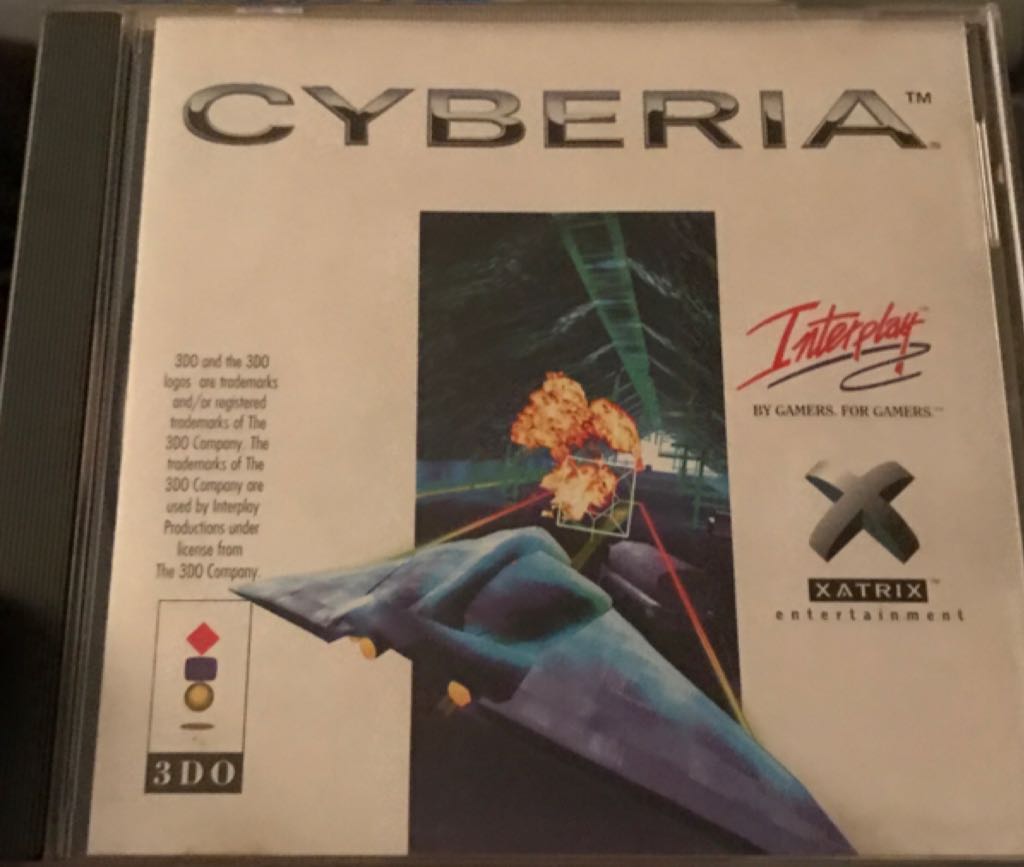 CYBERIA™
3DO and the 3DO
logos are trademarks
and/or registered
trademarks of The
3DO Company. The
trademarks of The
3DO Company are
used by Interplay
Productions under
license from
The 3DO Company.
3DO
Interplay™
BY GAMERS. FOR GAMERS.™
XATRIX™
entertainment